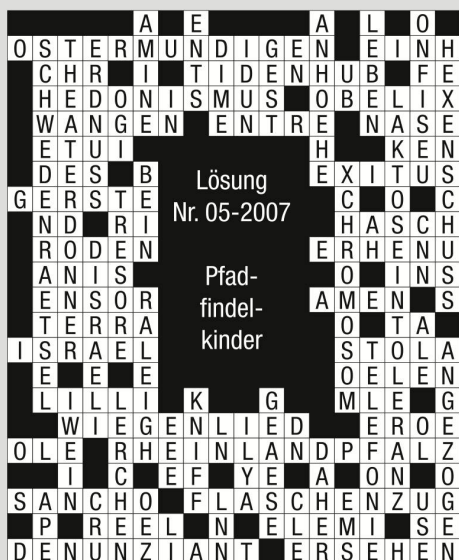 A E A L O
OSTERMUNDIGEN EINH
CHR I TIDENHUB FE
HEDONISMUS OBELIX
WANGEN ENTRE NASE
ETUI H KEN
DES B EXITUS
GERSTE C O C
ND RI HASCH
RODEN ERHENU
ANIS O INS
ENSOR AMEN S
TERRA O TA
ISRAEL STOLA
E E E OELEN
LILLI K G MLE G
WIEGENLIED EROE
OLE RHEINLANDPFALZ
I C EF YE A ON O
SANCHO FLASCHENZUG
P REEL N ELEMI SE
DENUNZIANT ERSEHEN
Lösung
Nr. 05-2007
Pfad-
findel-
kinder